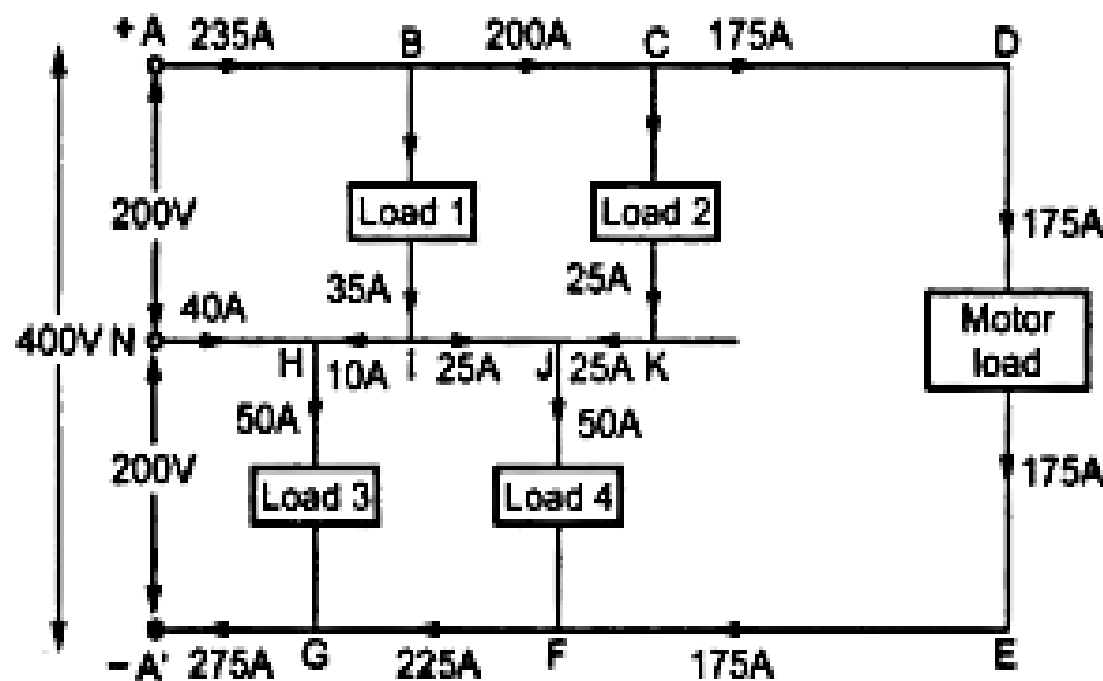 +A 235A B 200A C 175A D
200V Load 1 Load 2 175A
40A 35A 25A
400V N Motor load
H 10A I 25A J 25A K
50A 50A
200V 175A
Load 3 Load 4
-A' 275A G 225A F 175A E